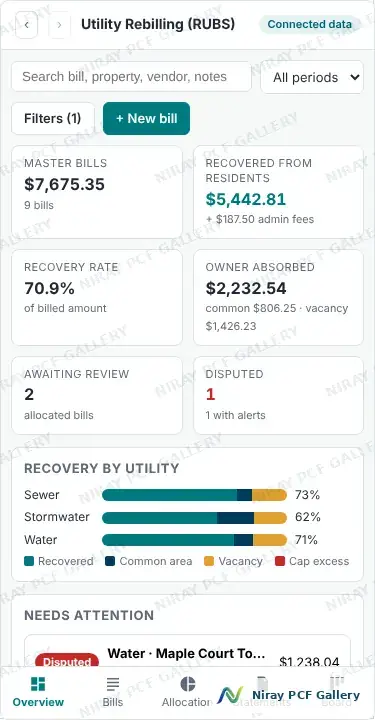 Utility Rebilling (RUBS)
Connected data
Search bill, property, vendor, notes
All periods
Filters (1)
+ New bill
MASTER BILLS
$7,675.35
9 bills
RECOVERED FROM
RESIDENTS
$5,442.81
+ $187.50 admin fees
RECOVERY RATE
70.9%
of billed amount
OWNER ABSORBED
$2,232.54
common $806.25 · vacancy
$1,426.23
AWAITING REVIEW
2
allocated bills
DISPUTED
1
1 with alerts
RECOVERY BY UTILITY
Sewer 73%
Stormwater 62%
Water 71%
Recovered Common area Vacancy Cap excess
NEEDS ATTENTION
Disputed
Water · Maple Court To...
$1,238.04
Overview
Bills
Allocation
Niray PCF Gallery
NIRAY PCF GALLERY